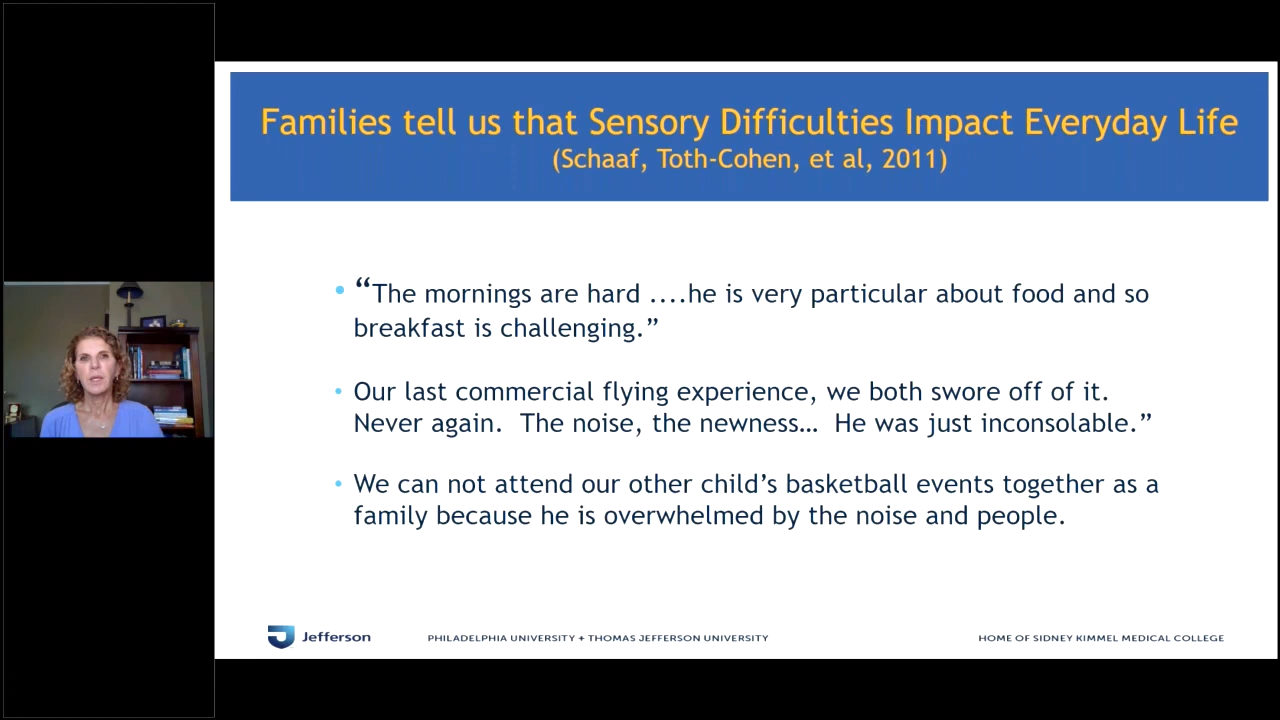 Families tell us that Sensory Difficulties Impact Everyday Life
(Schaaf, Toth-Cohen, et al, 2011)
• “The mornings are hard ....he is very particular about food and so
breakfast is challenging.”
• Our last commercial flying experience, we both swore off of it.
Never again. The noise, the newness… He was just inconsolable.”
• We can not attend our other child’s basketball events together as a
family because he is overwhelmed by the noise and people.
Jefferson
PHILADELPHIA UNIVERSITY + THOMAS JEFFERSON UNIVERSITY
HOME OF SIDNEY KIMMEL MEDICAL COLLEGE